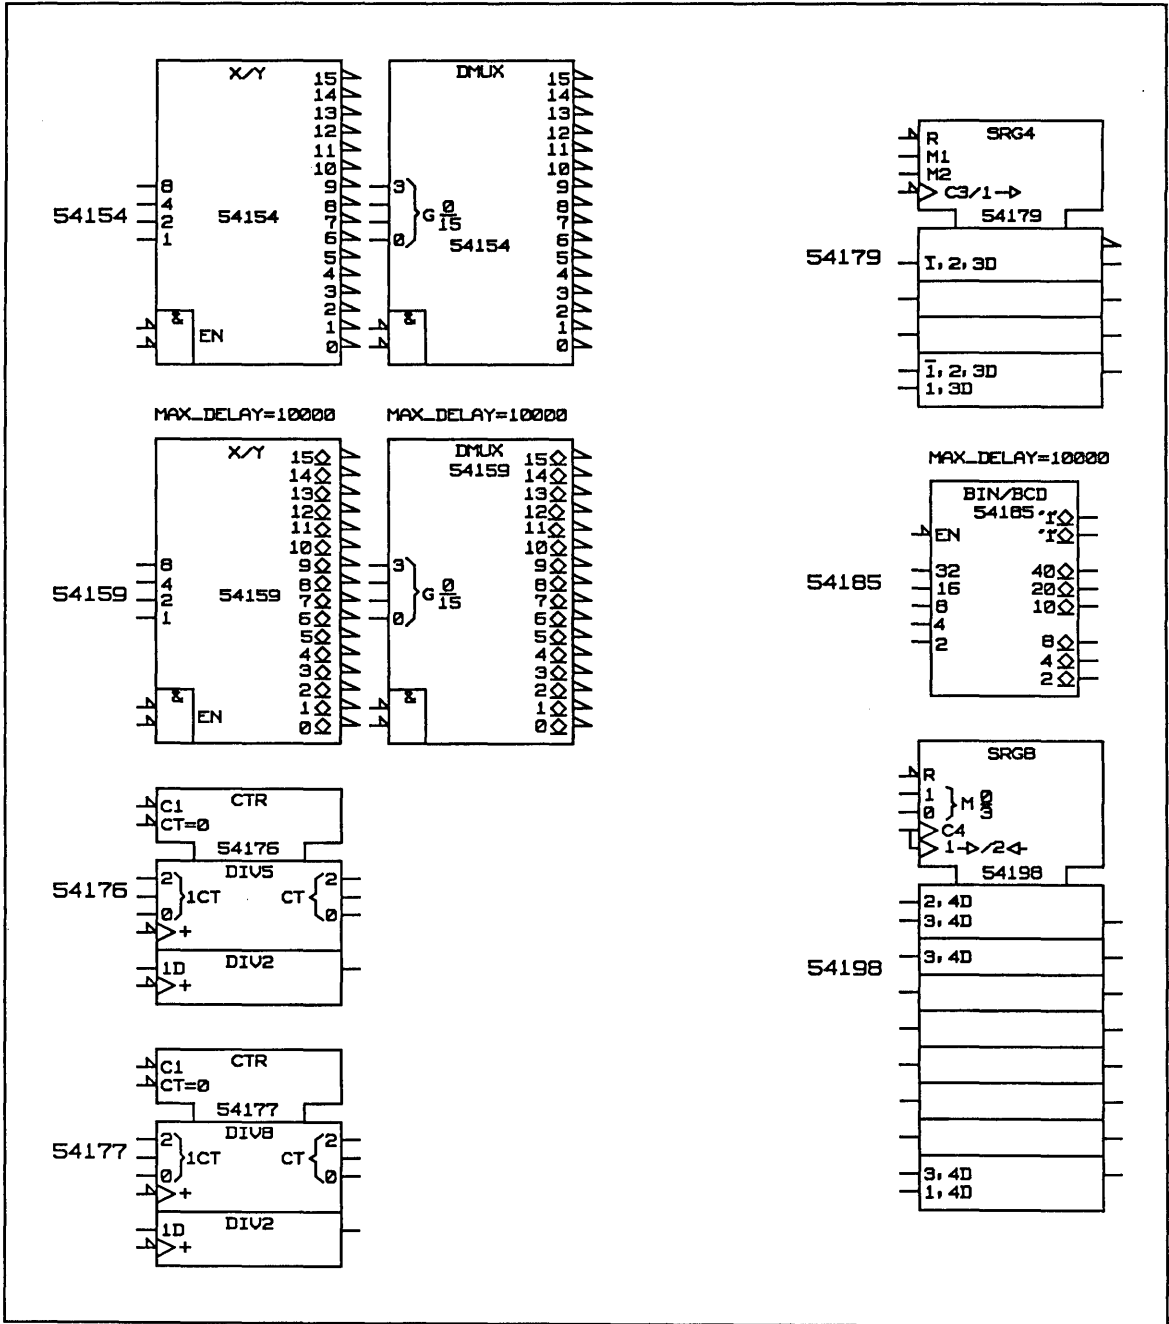 54154
X/Y
15
14
13
12
11
10
9
8
7
6
5
4
3
2
1
0
8
4
2
1
54154
&
EN
DMUX
15
14
13
12
11
10
9
8
7
6
5
4
3
2
1
0
3
0
G 0/15
54154
&
54159
MAX_DELAY=10000
X/Y
15
14
13
12
11
10
9
8
7
6
5
4
3
2
1
0
8
4
2
1
54159
&
EN
MAX_DELAY=10000
DMUX
54159
15
14
13
12
11
10
9
8
7
6
5
4
3
2
1
0
3
0
G 0/15
&
54176
CTR
C1
CT=0
54176
DIV5
2
0
1CT
CT
2
0
+
DIV2
1D
+
54177
CTR
C1
CT=0
54177
DIV8
2
0
1CT
CT
2
0
+
DIV2
1D
+
54179
SRG4
R
M1
M2
C3/1→
54179
1̅, 2, 3D
1̅, 2, 3D
1, 3D
54185
MAX_DELAY=10000
BIN/BCD
54185
"1"
"1"
EN
32
16
8
4
2
40
20
10
8
4
2
54198
SRG8
R
1
0
M 0/3
C4
1→/2←
54198
2, 4D
3, 4D
3, 4D
3, 4D
1, 4D